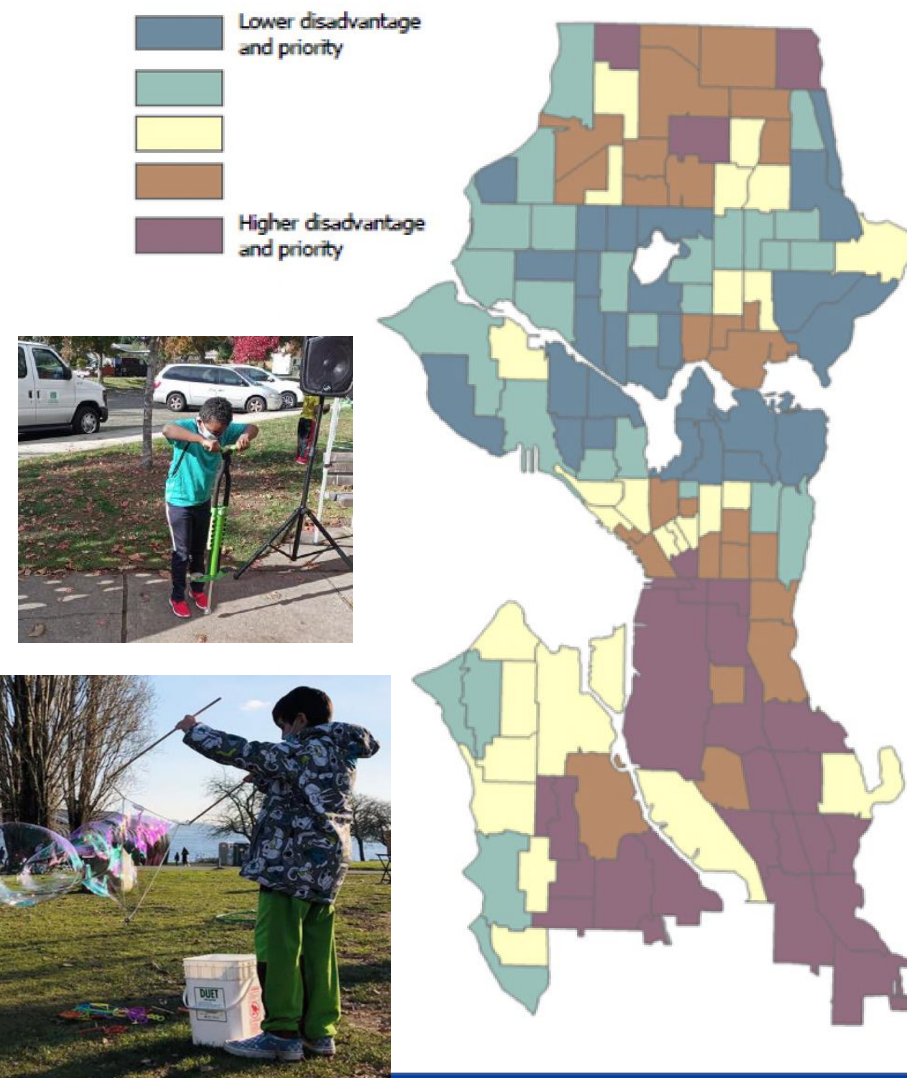 Lower disadvantage
and priority
Higher disadvantage
and priority
DUET